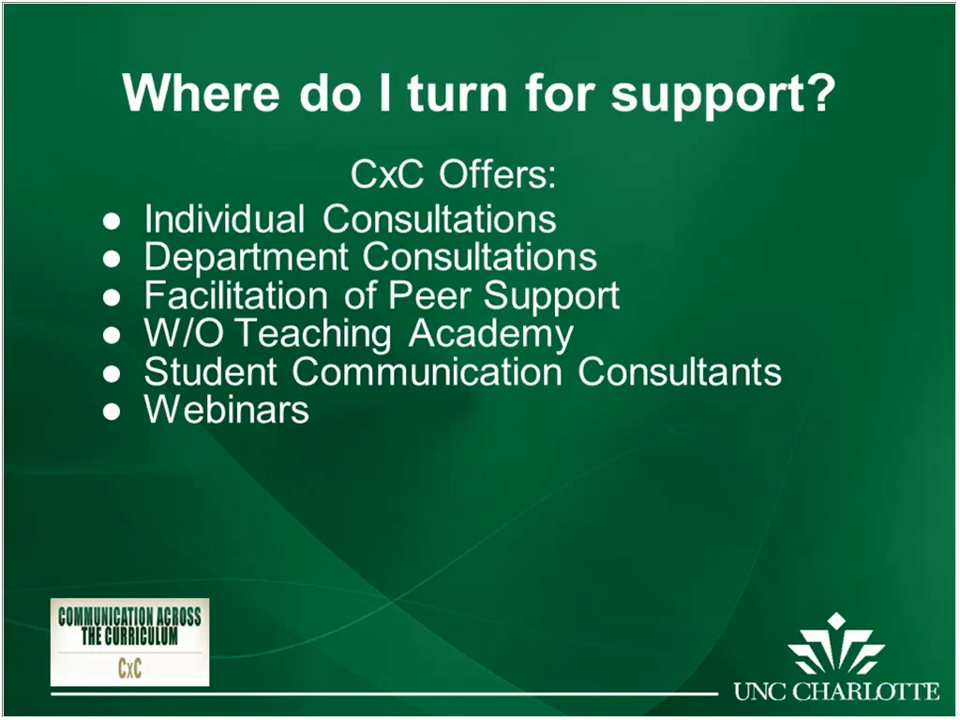 Where do I turn for support?
CxC Offers:
● Individual Consultations
● Department Consultations
● Facilitation of Peer Support
● W/O Teaching Academy
● Student Communication Consultants
● Webinars
COMMUNICATION ACROSS
THE CURRICULUM
CxC
UNC CHARLOTTE